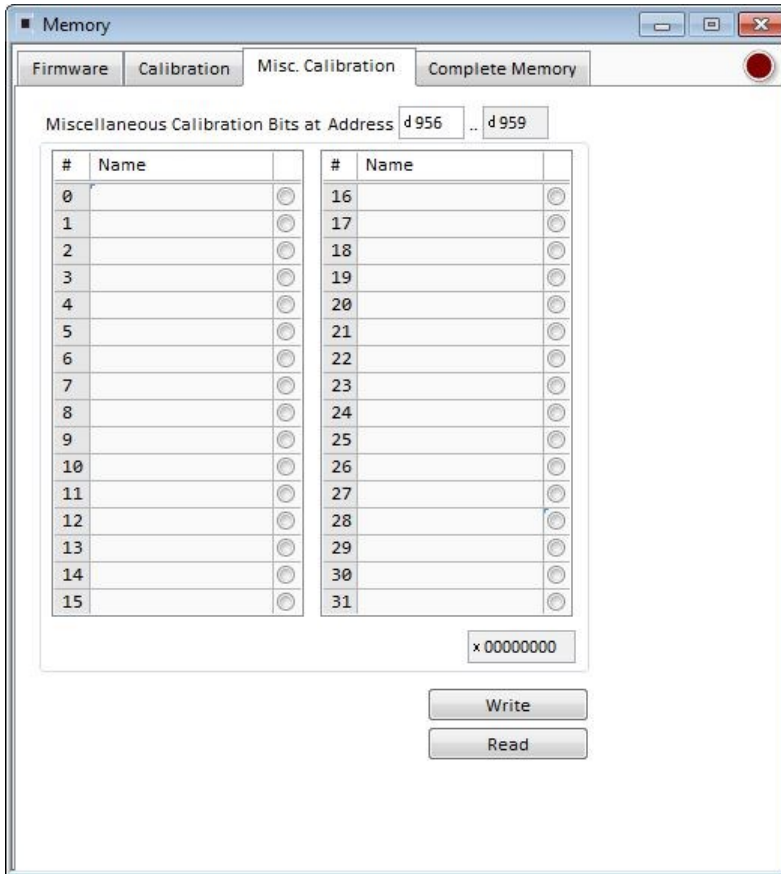 Memory
Firmware Calibration Misc. Calibration Complete Memory
Miscellaneous Calibration Bits at Address d 956 .. d 959
# Name # Name
0 16
1 17
2 18
3 19
4 20
5 21
6 22
7 23
8 24
9 25
10 26
11 27
12 28
13 29
14 30
15 31
x 00000000
Write
Read